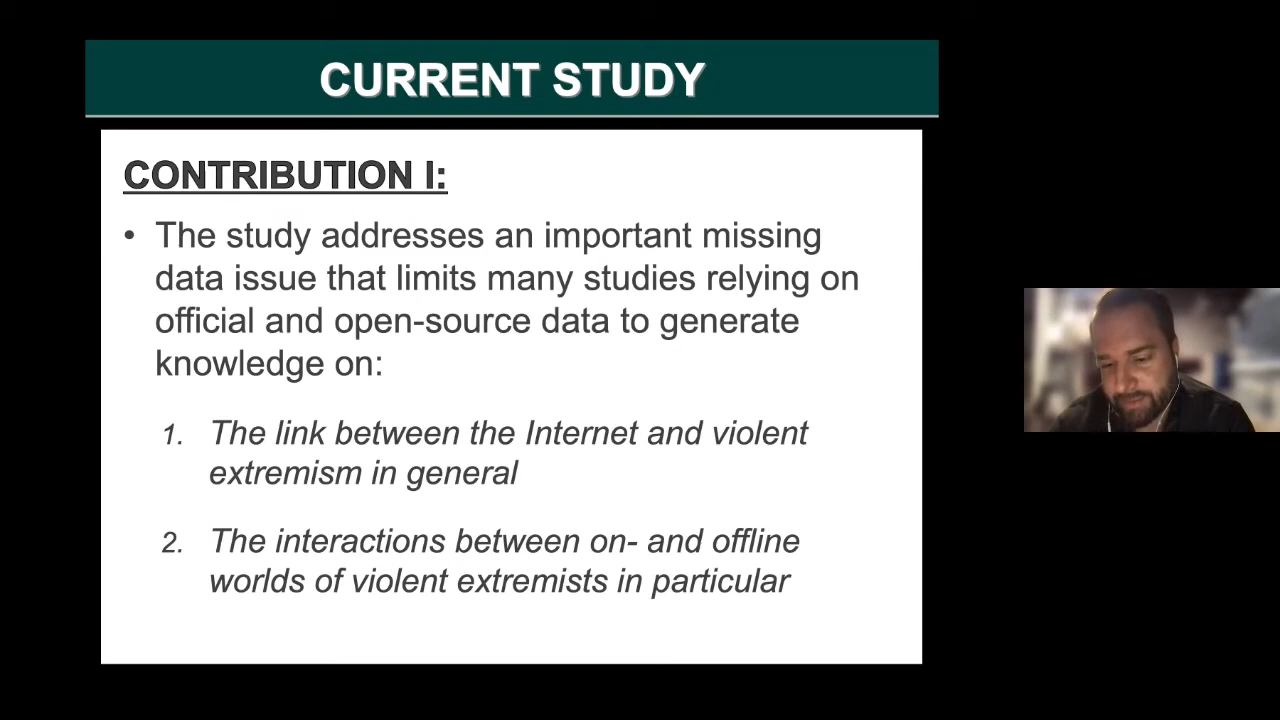 CURRENT STUDY
CONTRIBUTION I:
• The study addresses an important missing
data issue that limits many studies relying on
official and open-source data to generate
knowledge on:
1. The link between the Internet and violent
extremism in general
2. The interactions between on- and offline
worlds of violent extremists in particular